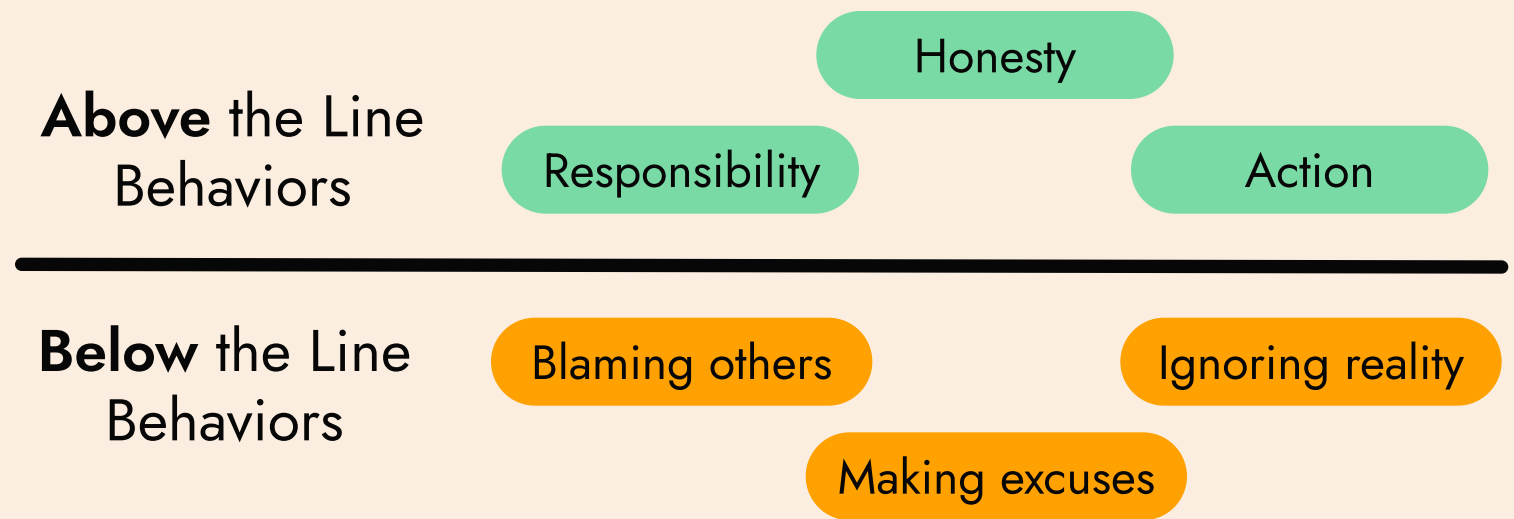 Above the Line
Behaviors
Honesty
Responsibility
Action
Below the Line
Behaviors
Blaming others
Ignoring reality
Making excuses